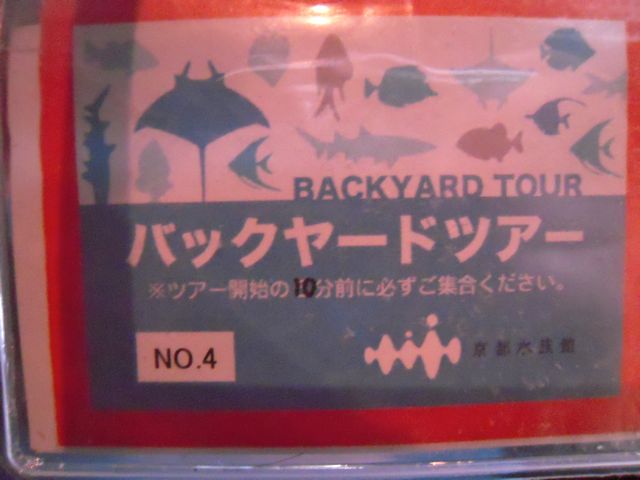 BACKYARD TOUR
バックヤードツアー
※ツアー開始の10分前に必ずご集合ください。
NO.4
京都水族館